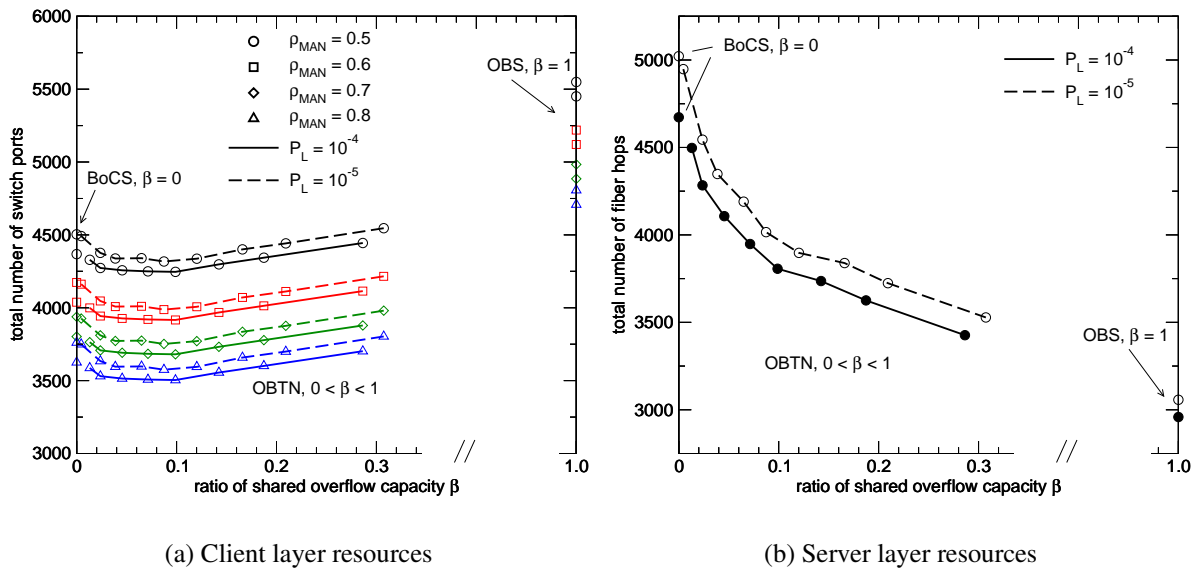 6000
5500
5000
4500
4000
3500
3000
total number of switch ports
ρMAN = 0.5
ρMAN = 0.6
ρMAN = 0.7
ρMAN = 0.8
PL = 10-4
PL = 10-5
BoCS, β = 0
OBS, β = 1
OBTN, 0 < β < 1
0
0.1
0.2
0.3
//
1.0
ratio of shared overflow capacity β
(a) Client layer resources
5000
4500
4000
3500
3000
total number of fiber hops
BoCS, β = 0
PL = 10-4
PL = 10-5
OBS, β = 1
OBTN, 0 < β < 1
0
0.1
0.2
0.3
//
1.0
ratio of shared overflow capacity β
(b) Server layer resources